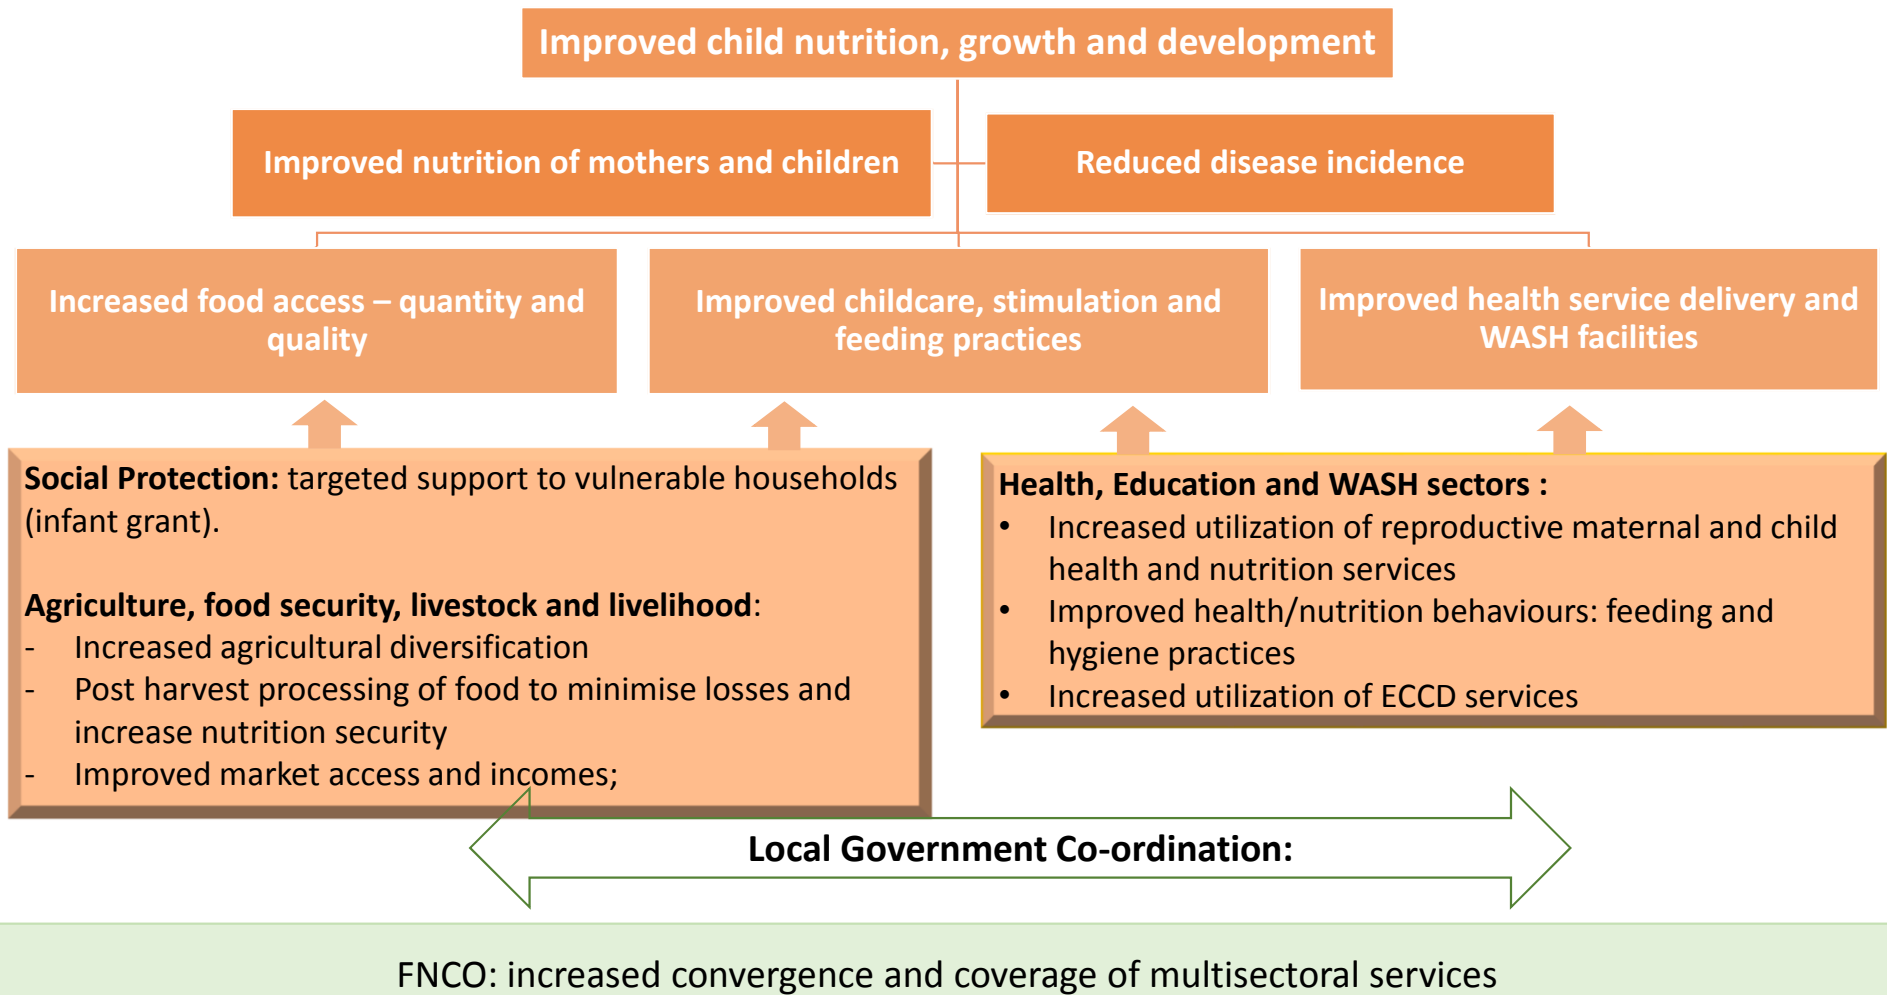 Improved child nutrition, growth and development
Improved nutrition of mothers and children
Reduced disease incidence
Increased food access – quantity and
quality
Improved childcare, stimulation and
feeding practices
Improved health service delivery and
WASH facilities
Social Protection: targeted support to vulnerable households
(infant grant).
Agriculture, food security, livestock and livelihood:
- Increased agricultural diversification
- Post harvest processing of food to minimise losses and
increase nutrition security
- Improved market access and incomes;
Health, Education and WASH sectors :
• Increased utilization of reproductive maternal and child
health and nutrition services
• Improved health/nutrition behaviours: feeding and
hygiene practices
• Increased utilization of ECCD services
Local Government Co-ordination:
FNCO: increased convergence and coverage of multisectoral services